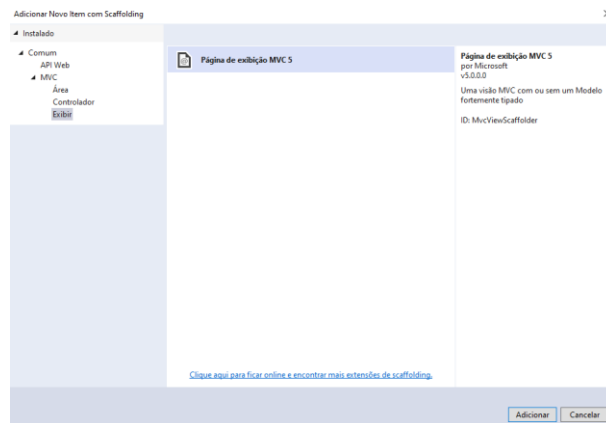 Adicionar Novo Item com Scaffolding
Instalado
Comum
API Web
MVC
Área
Controlador
Exibir
Página de exibição MVC 5
Página de exibição MVC 5
por Microsoft
v5.0.0.0
Uma visão MVC com ou sem um Modelo
fortemente tipado
ID: MvcViewScaffolder
Clique aqui para ficar online e encontrar mais extensões de scaffolding.
Adicionar
Cancelar